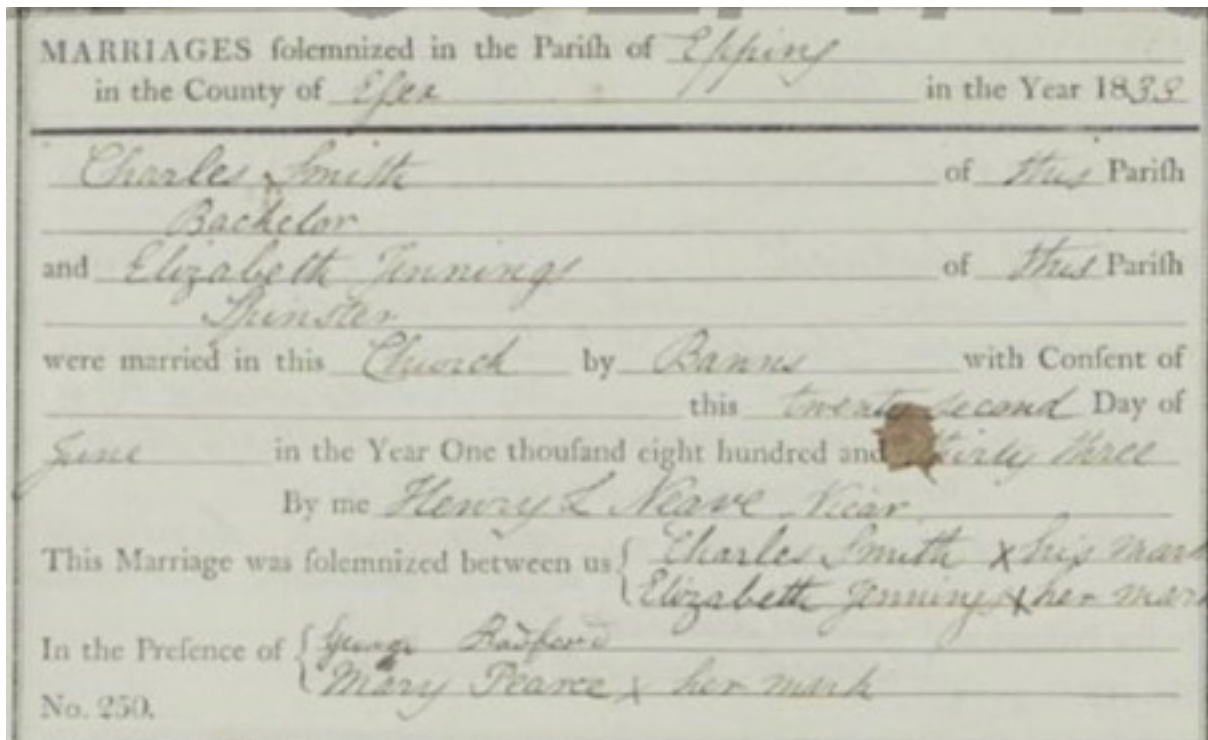 MARRIAGES ſolemnized in the Pariſh of Epping
in the County of Eſsex in the Year 1833
Charles Smith of this Pariſh
Bachelor
and Elizabeth Jennings of this Pariſh
Spinster
were married in this Church by Banns with Conſent of
this twenty second Day of
June in the Year One thouſand eight hundred and thirty three
By me Henry L Neave Vicar
This Marriage was ſolemnized between us Charles Smith x his mark
Elizabeth Jennings x her mark
In the Preſence of George Radford
Mary Pearce x her mark
No. 250.